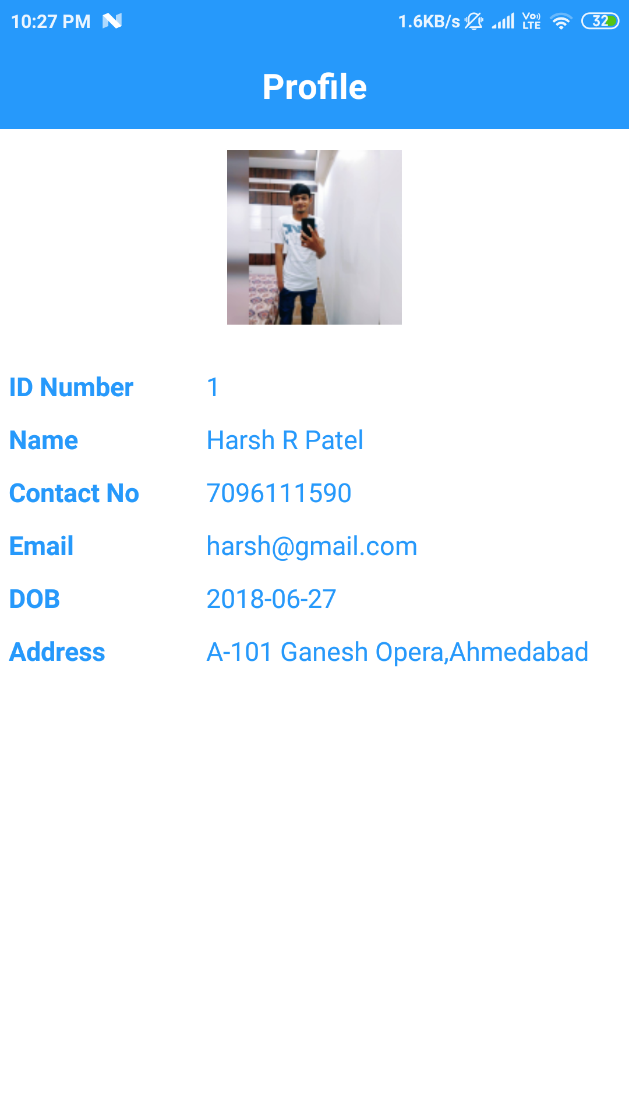 10:27 PM 1.6KB/s Vo) LTE 32
Profile
ID Number 1
Name Harsh R Patel
Contact No 7096111590
Email harsh@gmail.com
DOB 2018-06-27
Address A-101 Ganesh Opera,Ahmedabad